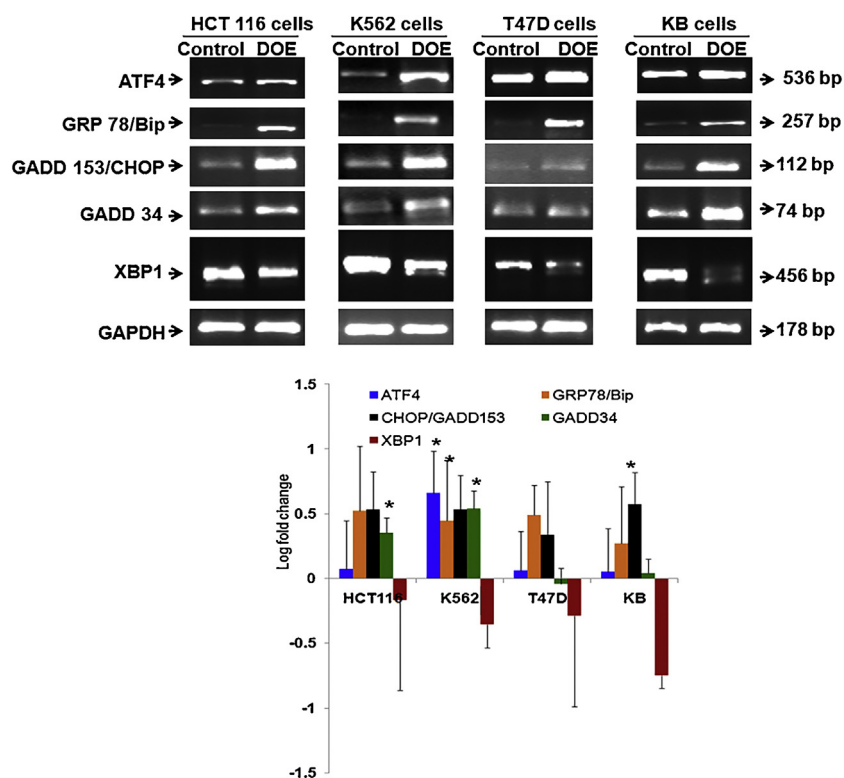 HCT 116 cells K562 cells T47D cells KB cells
Control DOE Control DOE Control DOE Control DOE
ATF4 536 bp
GRP 78/Bip 257 bp
GADD 153/CHOP 112 bp
GADD 34 74 bp
XBP1 456 bp
GAPDH 178 bp
1.5
ATF4 GRP78/Bip
CHOP/GADD153 GADD34
XBP1
1
* * * * *
0.5
Log fold change
0
HCT116 K562 T47D KB
-0.5
-1
-1.5